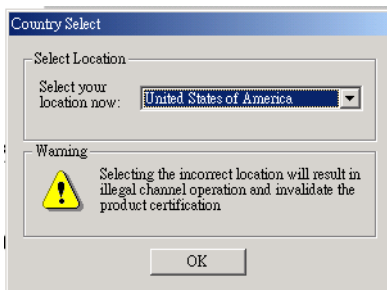 Country Select
Select Location
Select your
location now:
United States of America
Warning
Selecting the incorrect location will result in
illegal channel operation and invalidate the
product certification
OK